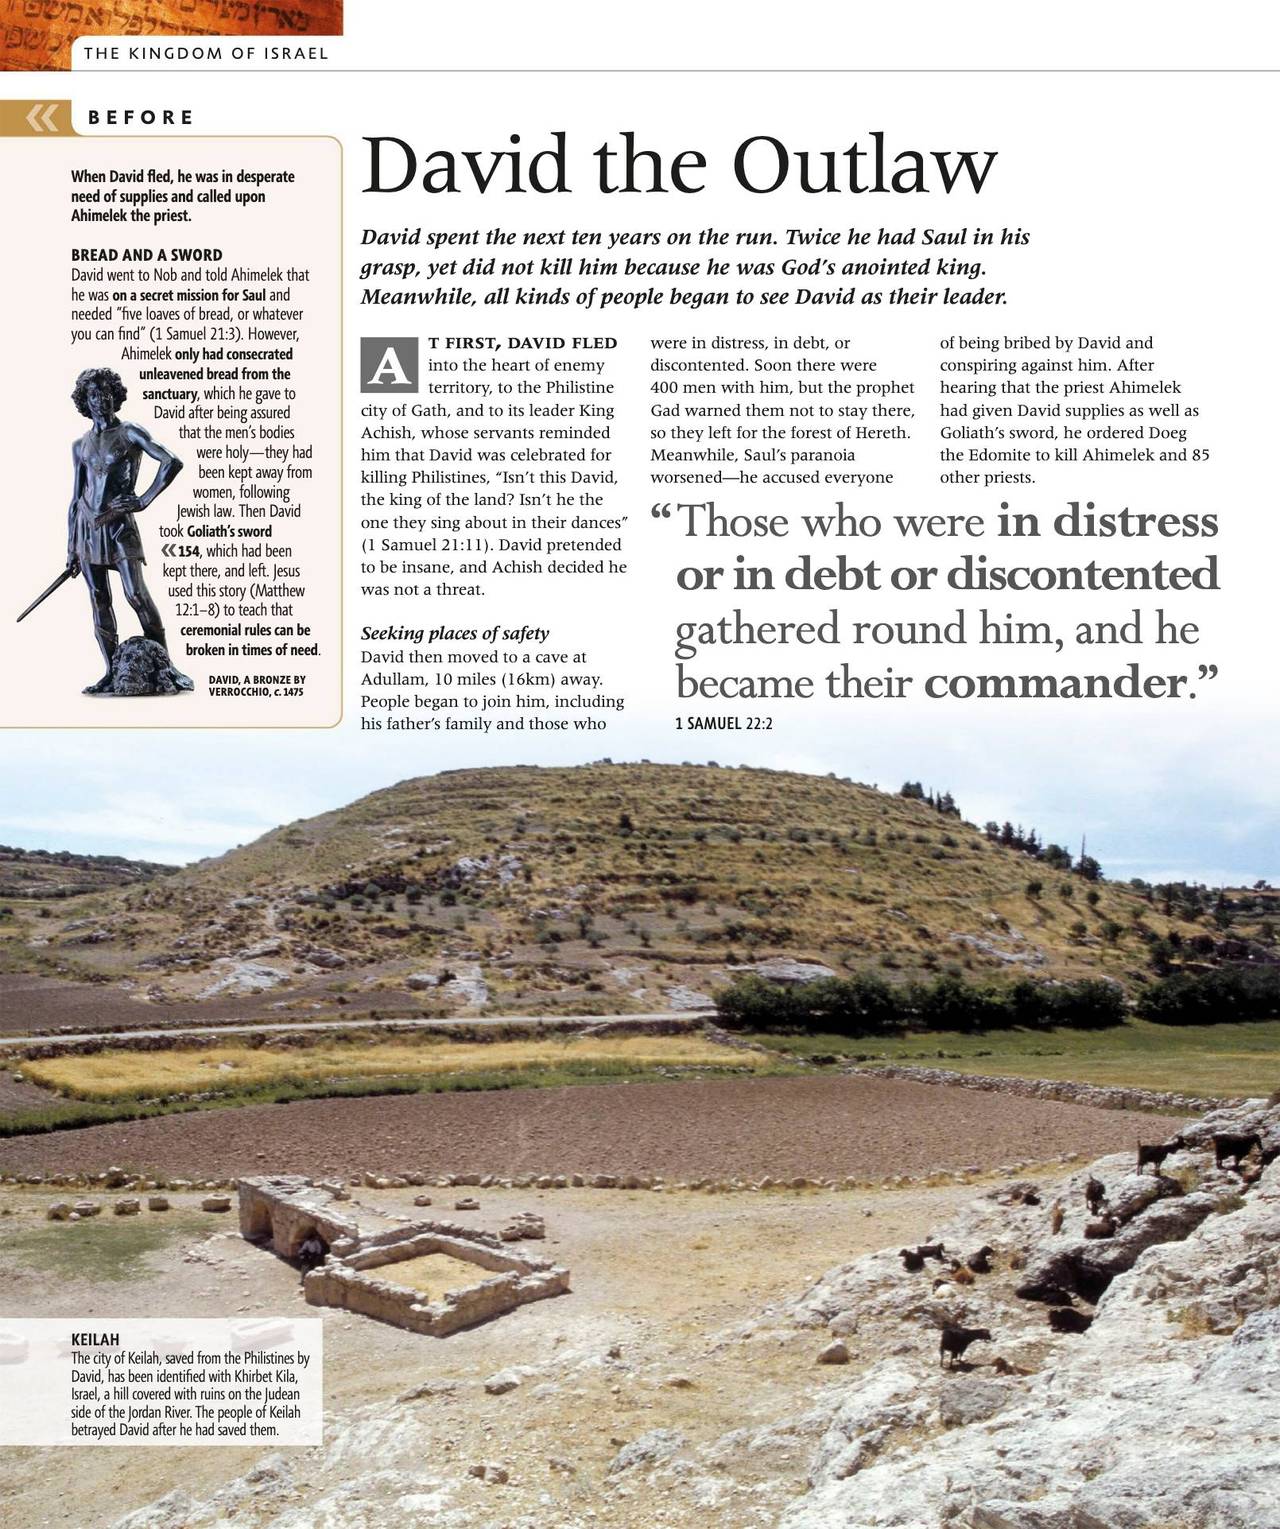 THE KINGDOM OF ISRAEL
BEFORE
When David fled, he was in desperate
need of supplies and called upon
Ahimelek the priest.
BREAD AND A SWORD
David went to Nob and told Ahimelek that
he was on a secret mission for Saul and
needed “five loaves of bread, or whatever
you can find” (1 Samuel 21:3). However,
Ahimelek only had consecrated
unleavened bread from the
sanctuary, which he gave to
David after being assured
that the men’s bodies
were holy—they had
been kept away from
women, following
Jewish law. Then David
took Goliath’s sword
«154, which had been
kept there, and left. Jesus
used this story (Matthew
12:1–8) to teach that
ceremonial rules can be
broken in times of need.
DAVID, A BRONZE BY
VERROCCHIO, c. 1475
David the Outlaw
David spent the next ten years on the run. Twice he had Saul in his
grasp, yet did not kill him because he was God’s anointed king.
Meanwhile, all kinds of people began to see David as their leader.
AT FIRST, DAVID FLED
into the heart of enemy
territory, to the Philistine
city of Gath, and to its leader King
Achish, whose servants reminded
him that David was celebrated for
killing Philistines, “Isn’t this David,
the king of the land? Isn’t he the
one they sing about in their dances”
(1 Samuel 21:11). David pretended
to be insane, and Achish decided he
was not a threat.
Seeking places of safety
David then moved to a cave at
Adullam, 10 miles (16km) away.
People began to join him, including
his father’s family and those who
were in distress, in debt, or
discontented. Soon there were
400 men with him, but the prophet
Gad warned them not to stay there,
so they left for the forest of Hereth.
Meanwhile, Saul’s paranoia
worsened—he accused everyone
of being bribed by David and
conspiring against him. After
hearing that the priest Ahimelek
had given David supplies as well as
Goliath’s sword, he ordered Doeg
the Edomite to kill Ahimelek and 85
other priests.
“Those who were in distress
or in debt or discontented
gathered round him, and he
became their commander.”
1 SAMUEL 22:2
KEILAH
The city of Keilah, saved from the Philistines by
David, has been identified with Khirbet Kila,
Israel, a hill covered with ruins on the Judean
side of the Jordan River. The people of Keilah
betrayed David after he had saved them.